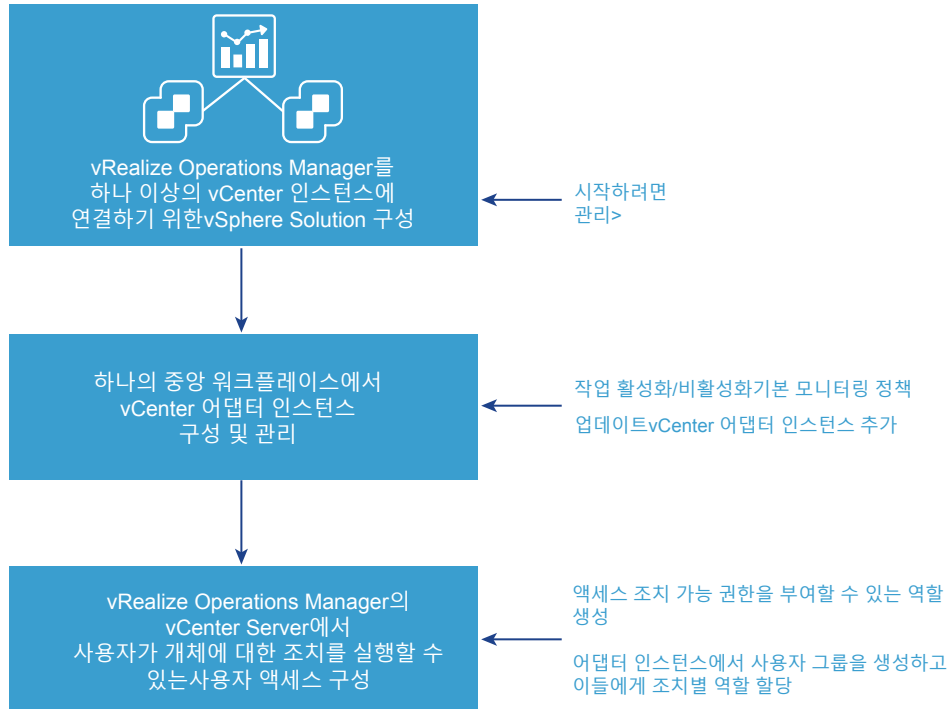 vRealize Operations Manager를
하나 이상의 vCenter 인스턴스에
연결하기 위한vSphere Solution 구성
시작하려면
관리>
하나의 중앙 워크플레이스에서
vCenter 어댑터 인스턴스
구성 및 관리
작업 활성화/비활성화기본 모니터링 정책
업데이트vCenter 어댑터 인스턴스 추가
vRealize Operations Manager의
vCenter Server에서
사용자가 개체에 대한 조치를 실행할 수
있는사용자 액세스 구성
액세스 조치 가능 권한을 부여할 수 있는 역할
생성
어댑터 인스턴스에서 사용자 그룹을 생성하고
이들에게 조치별 역할 할당